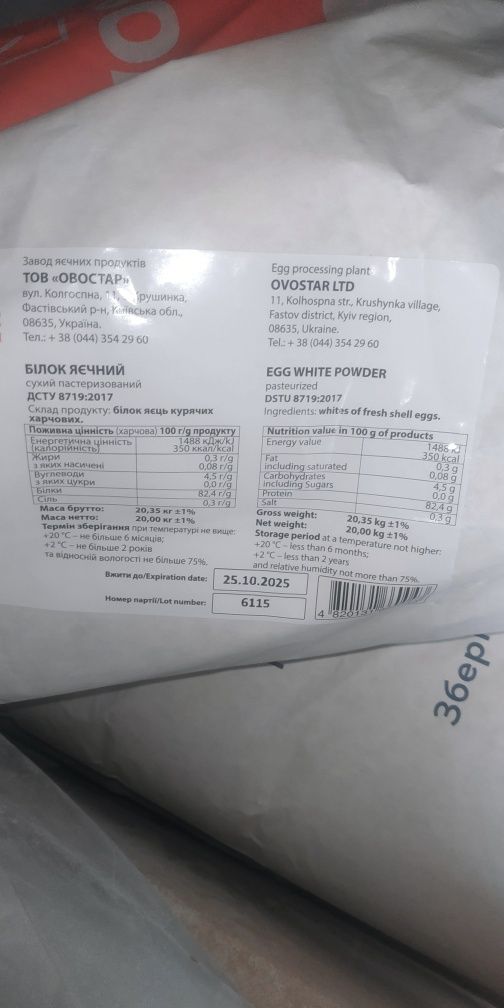 Завод яєчних продуктів
ТОВ «ОВОСТАР»
вул. Колгоспна, 11,
Фастівський р-н, Київська обл.,
08635, Україна.
Тел.: + 38 (044) 354 29 60
БІЛОК ЯЄЧНИЙ
сухий пастеризований
ДСТУ 8719:2017
Склад продукту: білок яєць курячих
харчових.
Поживна цінність (харчова) 100 г/g продукту
Енергетична цінність 1488 кДж/kJ
(калорійність) 350 ккал/kcal
Жири 0,3 г/g
з яких насичені 0,08 г/g
Вуглеводи 4,5 г/g
з яких цукри 0,0 г/g
Білки 82,4 г/g
Сіль 0,3 г/g
Маса брутто: 20,35 кг ±1%
Маса нетто: 20,00 кг ±1%
Термін зберігання при температурі не вище:
+20 °С – не більше 6 місяців;
+2 °С – не більше 2 років
та відносній вологості не більше 75%.
Egg processing plant
OVOSTAR LTD
11, Kolhospna str., Krushynka village,
Fastov district, Kyiv region,
08635, Ukraine.
Tel.: + 38 (044) 354 29 60
EGG WHITE POWDER
pasteurized
DSTU 8719:2017
Ingredients: whites of fresh shell eggs.
Nutrition value in 100 g of products
Energy value 1486 kJ
350 kcal
Fat 0,3 g
including saturated 0,08 g
Carbohydrates 4,5 g
including Sugars 0,0 g
Protein 82,4 g
Salt 0,3 g
Gross weight: 20,35 kg ±1%
Net weight: 20,00 kg ±1%
Storage period at a temperature not higher:
+20 °C – less than 6 months;
+2 °C – less than 2 years
and relative humidity not more than 75%.
Вжити до/Expiration date: 25.10.2025
Номер партії/Lot number: 6115
4 82013
Збері